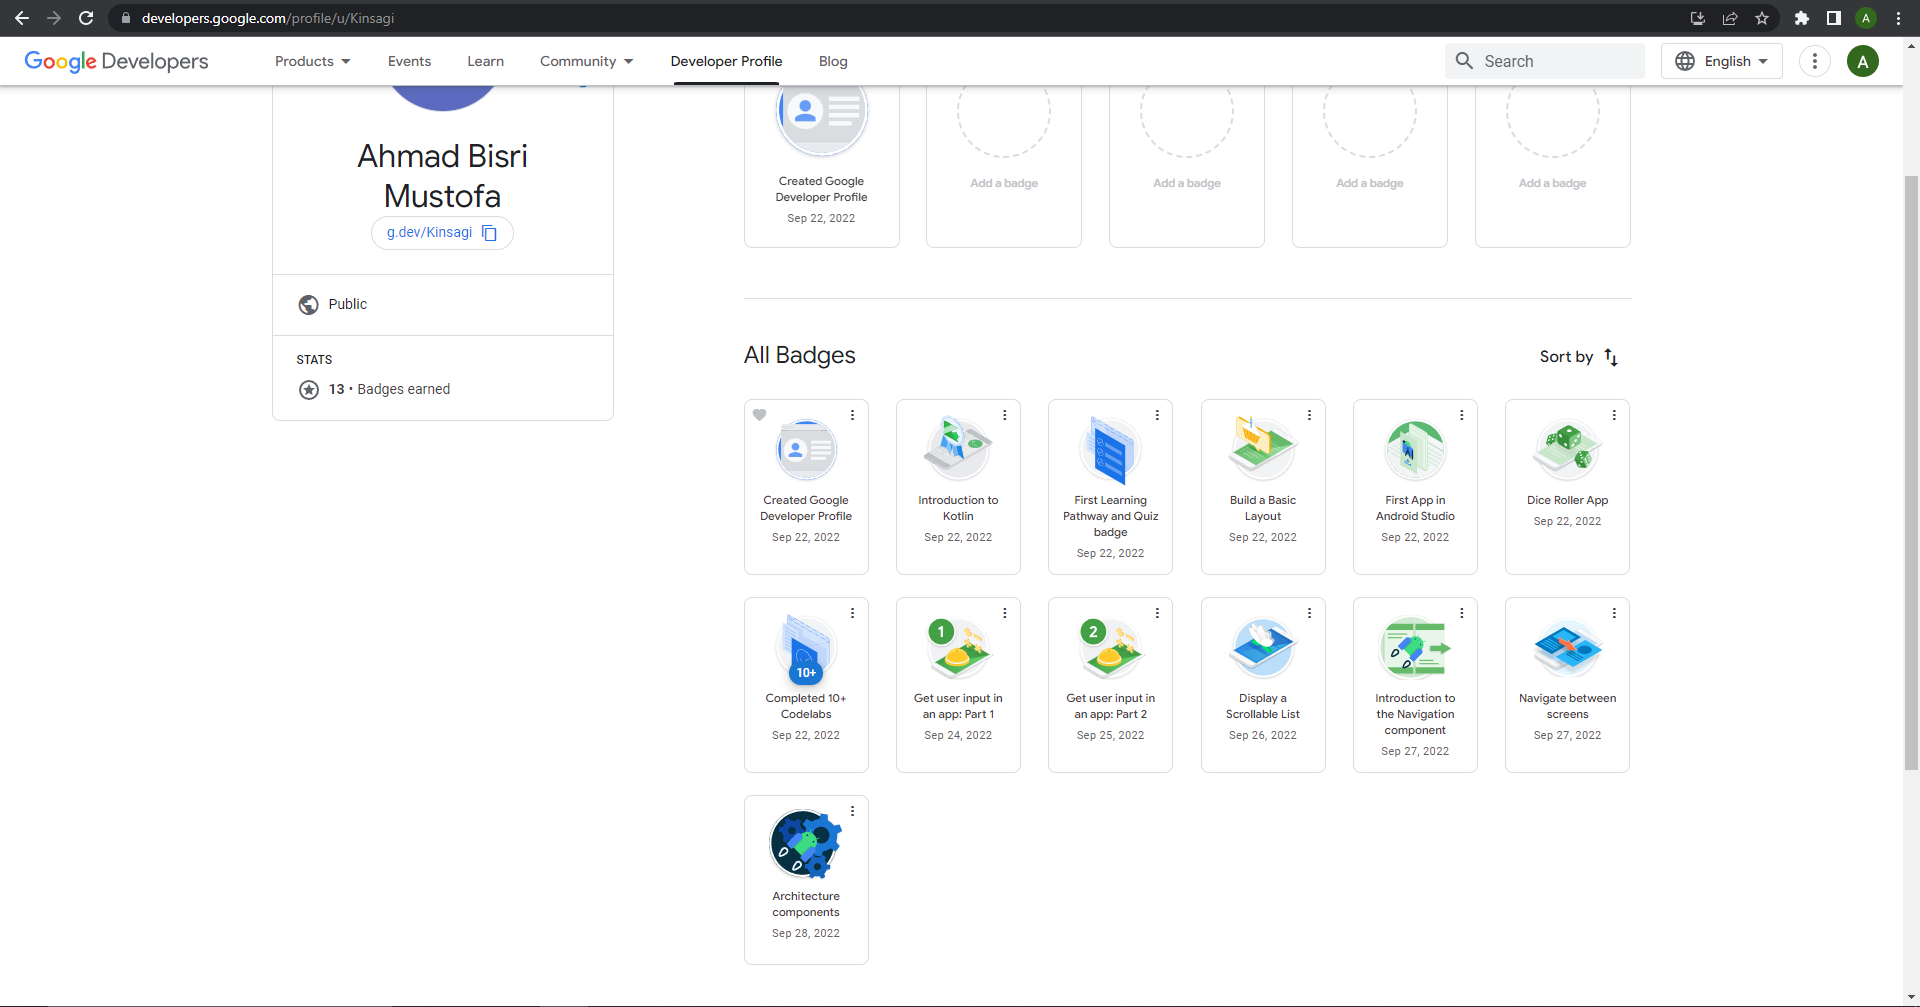 developers.google.com/profile/u/Kinsagi
A
Google Developers
Products
Events
Learn
Community
Developer Profile
Blog
Search
English
A
Ahmad Bisri
Mustofa
g.dev/Kinsagi
Public
STATS
13 • Badges earned
Created Google
Developer Profile
Sep 22, 2022
Add a badge
Add a badge
Add a badge
Add a badge
All Badges
Sort by
Created Google
Developer Profile
Sep 22, 2022
Introduction to
Kotlin
Sep 22, 2022
First Learning
Pathway and Quiz
badge
Sep 22, 2022
Build a Basic
Layout
Sep 22, 2022
First App in
Android Studio
Sep 22, 2022
Dice Roller App
Sep 22, 2022
10+
Completed 10+
Codelabs
Sep 22, 2022
1
Get user input in
an app: Part 1
Sep 24, 2022
2
Get user input in
an app: Part 2
Sep 25, 2022
Display a
Scrollable List
Sep 26, 2022
Introduction to
the Navigation
component
Sep 27, 2022
Navigate between
screens
Sep 27, 2022
Architecture
components
Sep 28, 2022